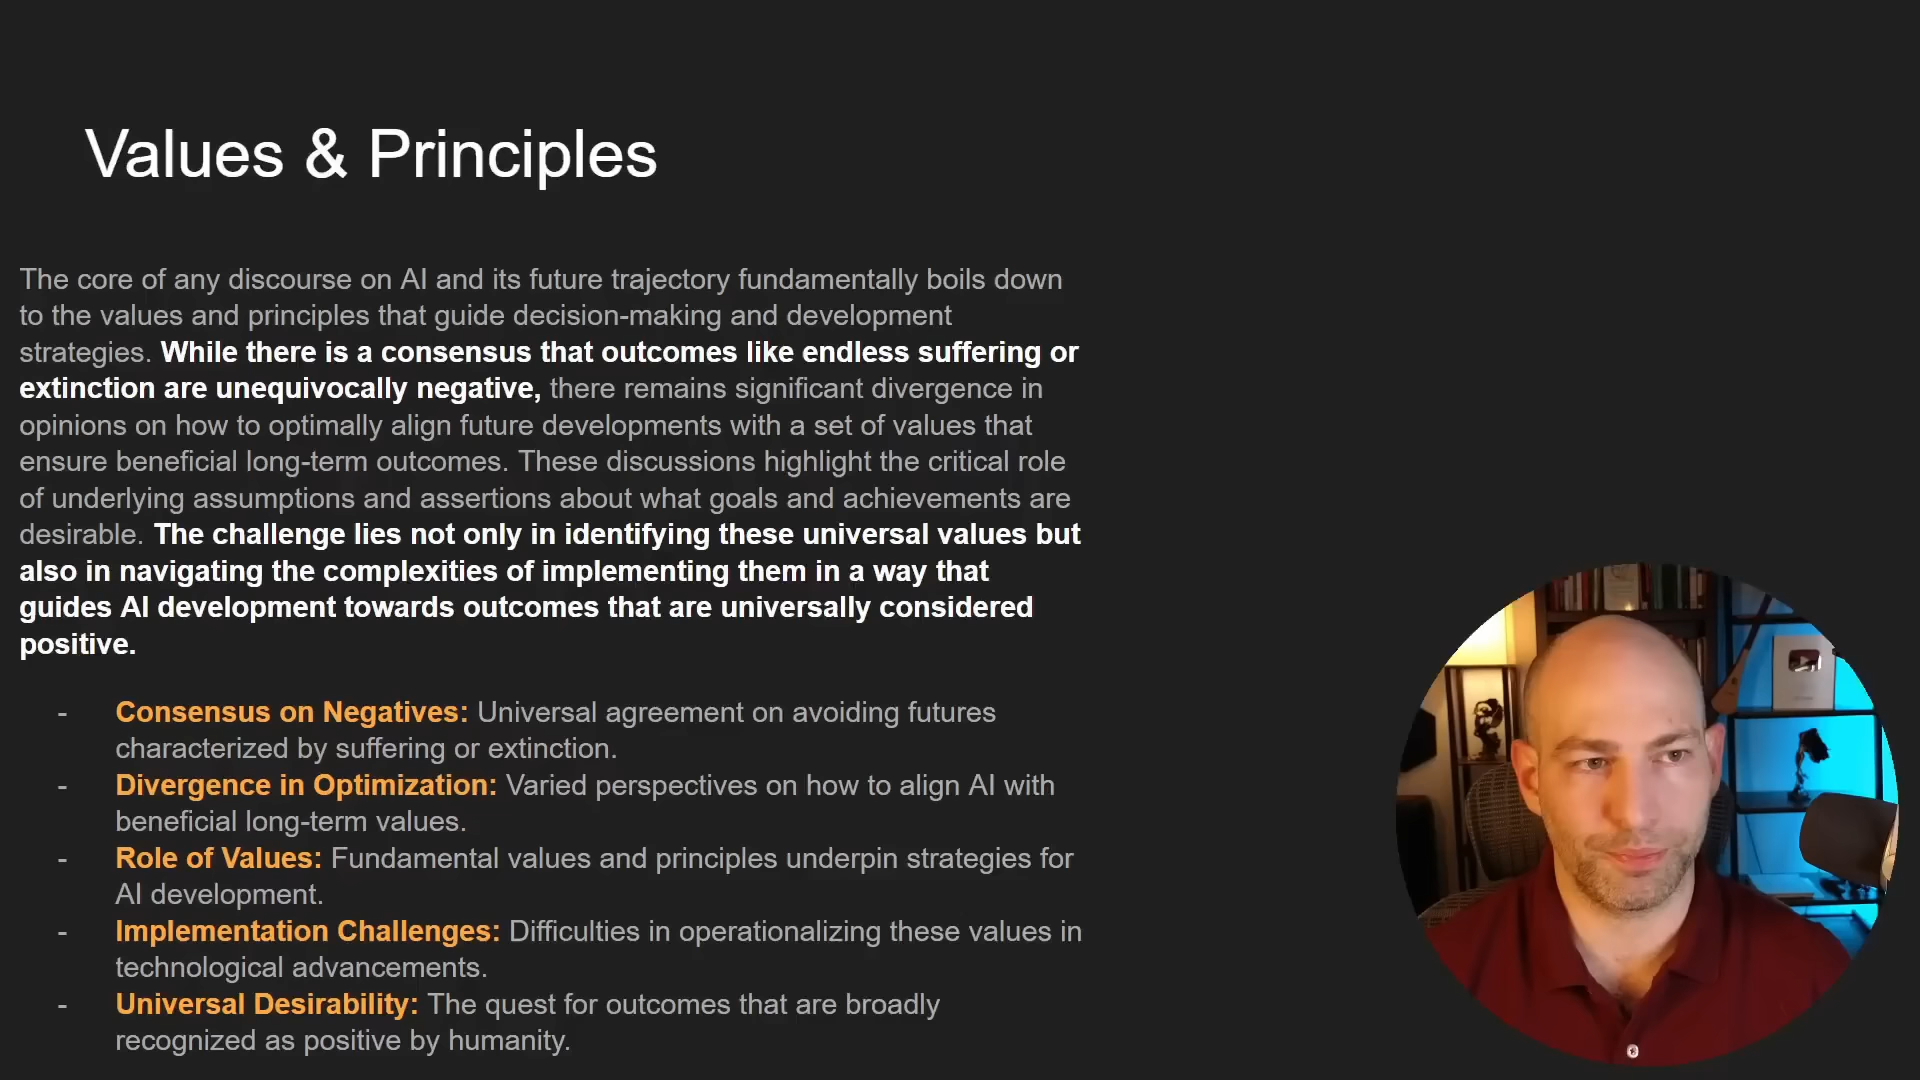 Values & Principles
The core of any discourse on AI and its future trajectory fundamentally boils down
to the values and principles that guide decision-making and development
strategies. While there is a consensus that outcomes like endless suffering or
extinction are unequivocally negative, there remains significant divergence in
opinions on how to optimally align future developments with a set of values that
ensure beneficial long-term outcomes. These discussions highlight the critical role
of underlying assumptions and assertions about what goals and achievements are
desirable. The challenge lies not only in identifying these universal values but
also in navigating the complexities of implementing them in a way that
guides AI development towards outcomes that are universally considered
positive.
- Consensus on Negatives: Universal agreement on avoiding futures
characterized by suffering or extinction.
- Divergence in Optimization: Varied perspectives on how to align AI with
beneficial long-term values.
- Role of Values: Fundamental values and principles underpin strategies for
AI development.
- Implementation Challenges: Difficulties in operationalizing these values in
technological advancements.
- Universal Desirability: The quest for outcomes that are broadly
recognized as positive by humanity.